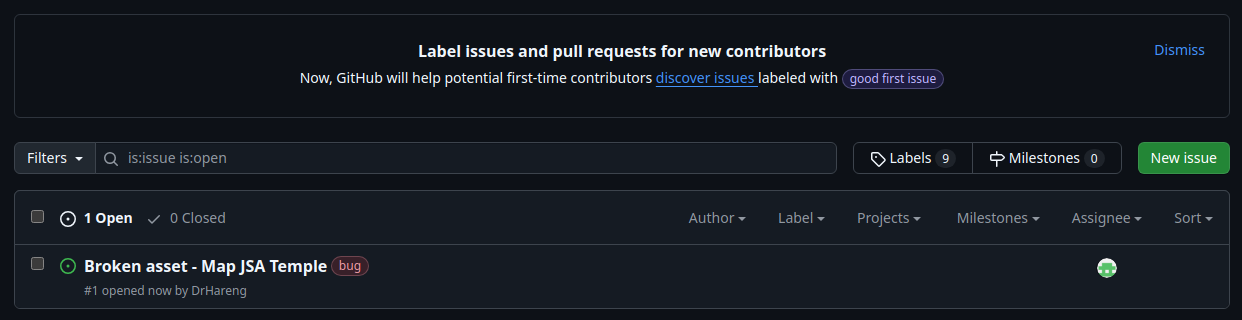 Label issues and pull requests for new contributors
Dismiss
Now, GitHub will help potential first-time contributors discover issues labeled with good first issue
Filters is:issue is:open Labels 9 Milestones 0 New issue
1 Open 0 Closed Author Label Projects Milestones Assignee Sort
Broken asset - Map JSA Temple bug
#1 opened now by DrHareng